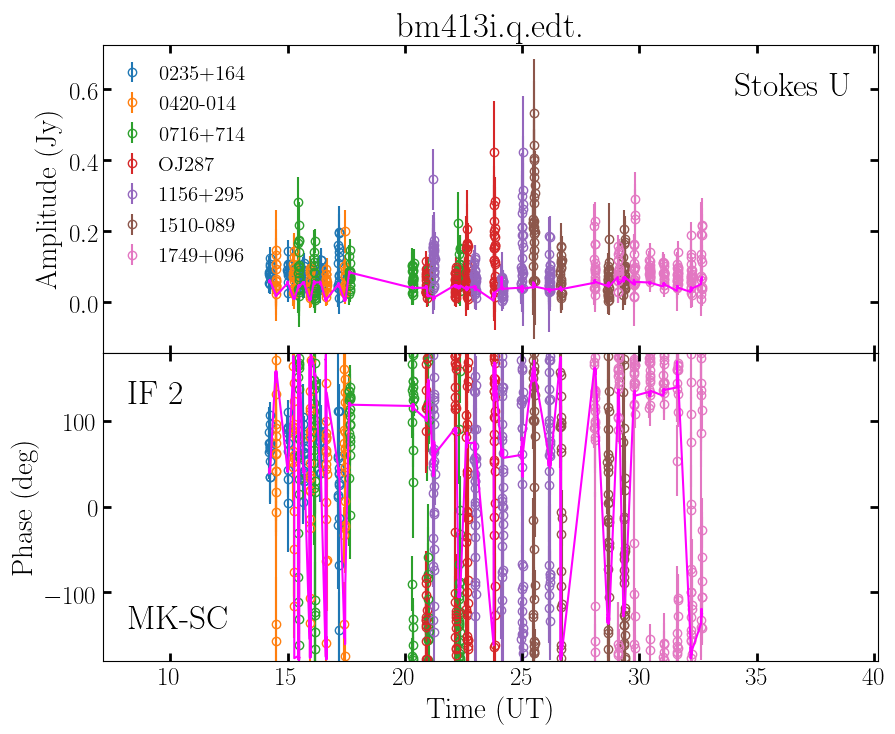 bm413i.q.edt.
Stokes U
0235+164
0420-014
0716+714
OJ287
1156+295
1510-089
1749+096
Amplitude (Jy)
0.6
0.4
0.2
0.0
IF 2
MK-SC
Phase (deg)
100
0
−100
10 15 20 25 30 35 40
Time (UT)